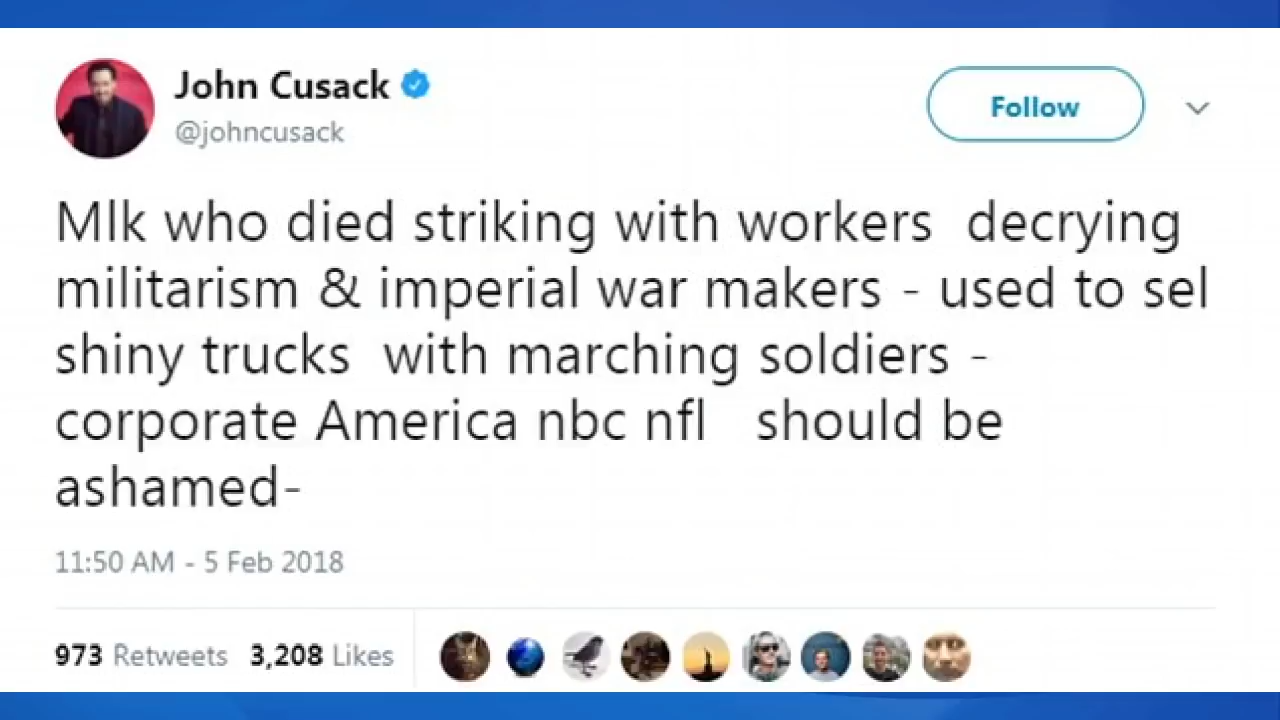 John Cusack
@johncusack
Follow
Mlk who died striking with workers decrying
militarism & imperial war makers - used to sel
shiny trucks with marching soldiers -
corporate America nbc nfl should be
ashamed-
11:50 AM - 5 Feb 2018
973 Retweets 3,208 Likes